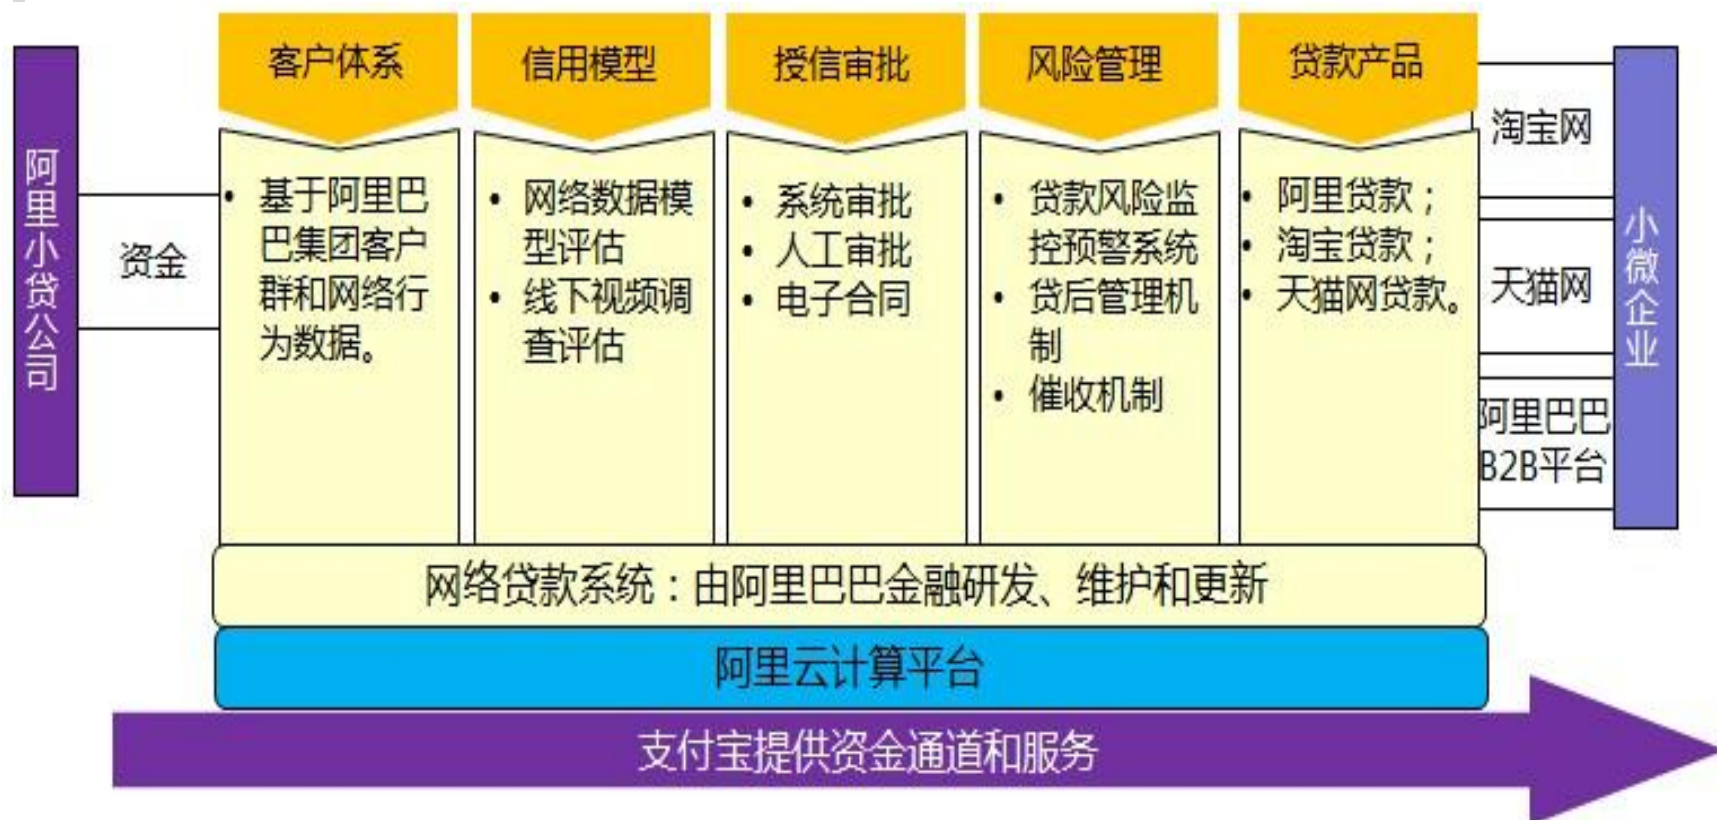 阿里小贷公司
资金
客户体系
• 基于阿里巴
巴集团客户
群和网络行
为数据。
信用模型
• 网络数据模
型评估
• 线下视频调
查评估
授信审批
• 系统审批
• 人工审批
• 电子合同
风险管理
• 贷款风险监
控预警系统
• 贷后管理机
制
• 催收机制
贷款产品
• 阿里贷款；
• 淘宝贷款；
• 天猫网贷款。
淘宝网
天猫网
阿里巴巴
B2B平台
小微企业
网络贷款系统：由阿里巴巴金融研发、维护和更新
阿里云计算平台
支付宝提供资金通道和服务